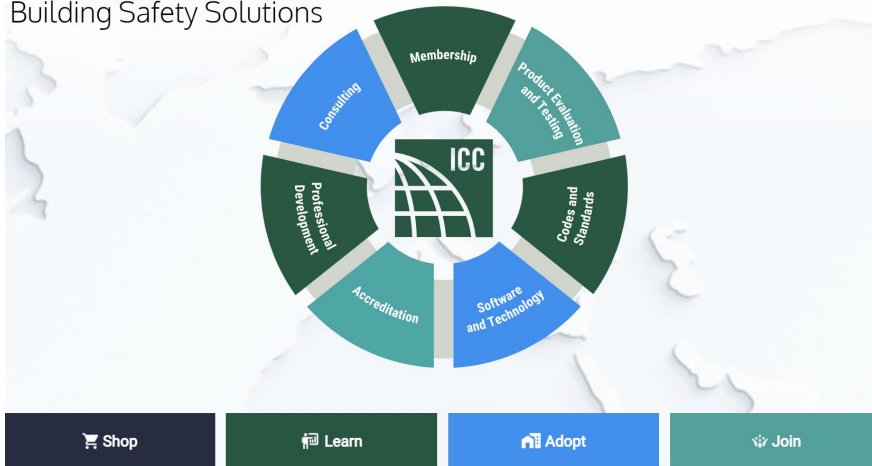 Building Safety Solutions
Membership
Product Evaluation
and Testing
Codes and
Standards
Software
and Technology
Accreditation
Professional
Development
Consulting
ICC
Shop
Learn
Adopt
Join